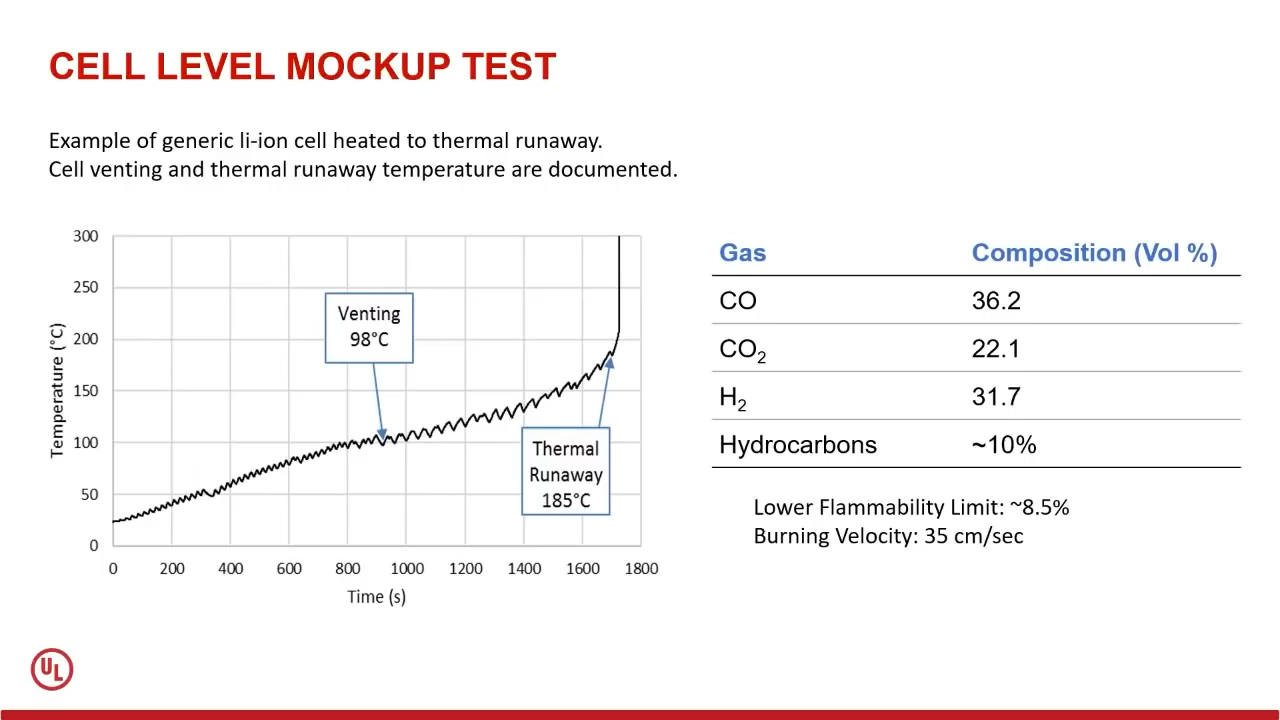 CELL LEVEL MOCKUP TEST
Example of generic li-ion cell heated to thermal runaway.
Cell venting and thermal runaway temperature are documented.
300
250
200
150
100
50
0
Temperature (°C)
0 200 400 600 800 1000 1200 1400 1600 1800
Time (s)
Venting
98°C
Thermal
Runaway
185°C
Gas Composition (Vol %)
CO 36.2
CO₂ 22.1
H₂ 31.7
Hydrocarbons ~10%
Lower Flammability Limit: ~8.5%
Burning Velocity: 35 cm/sec
UL